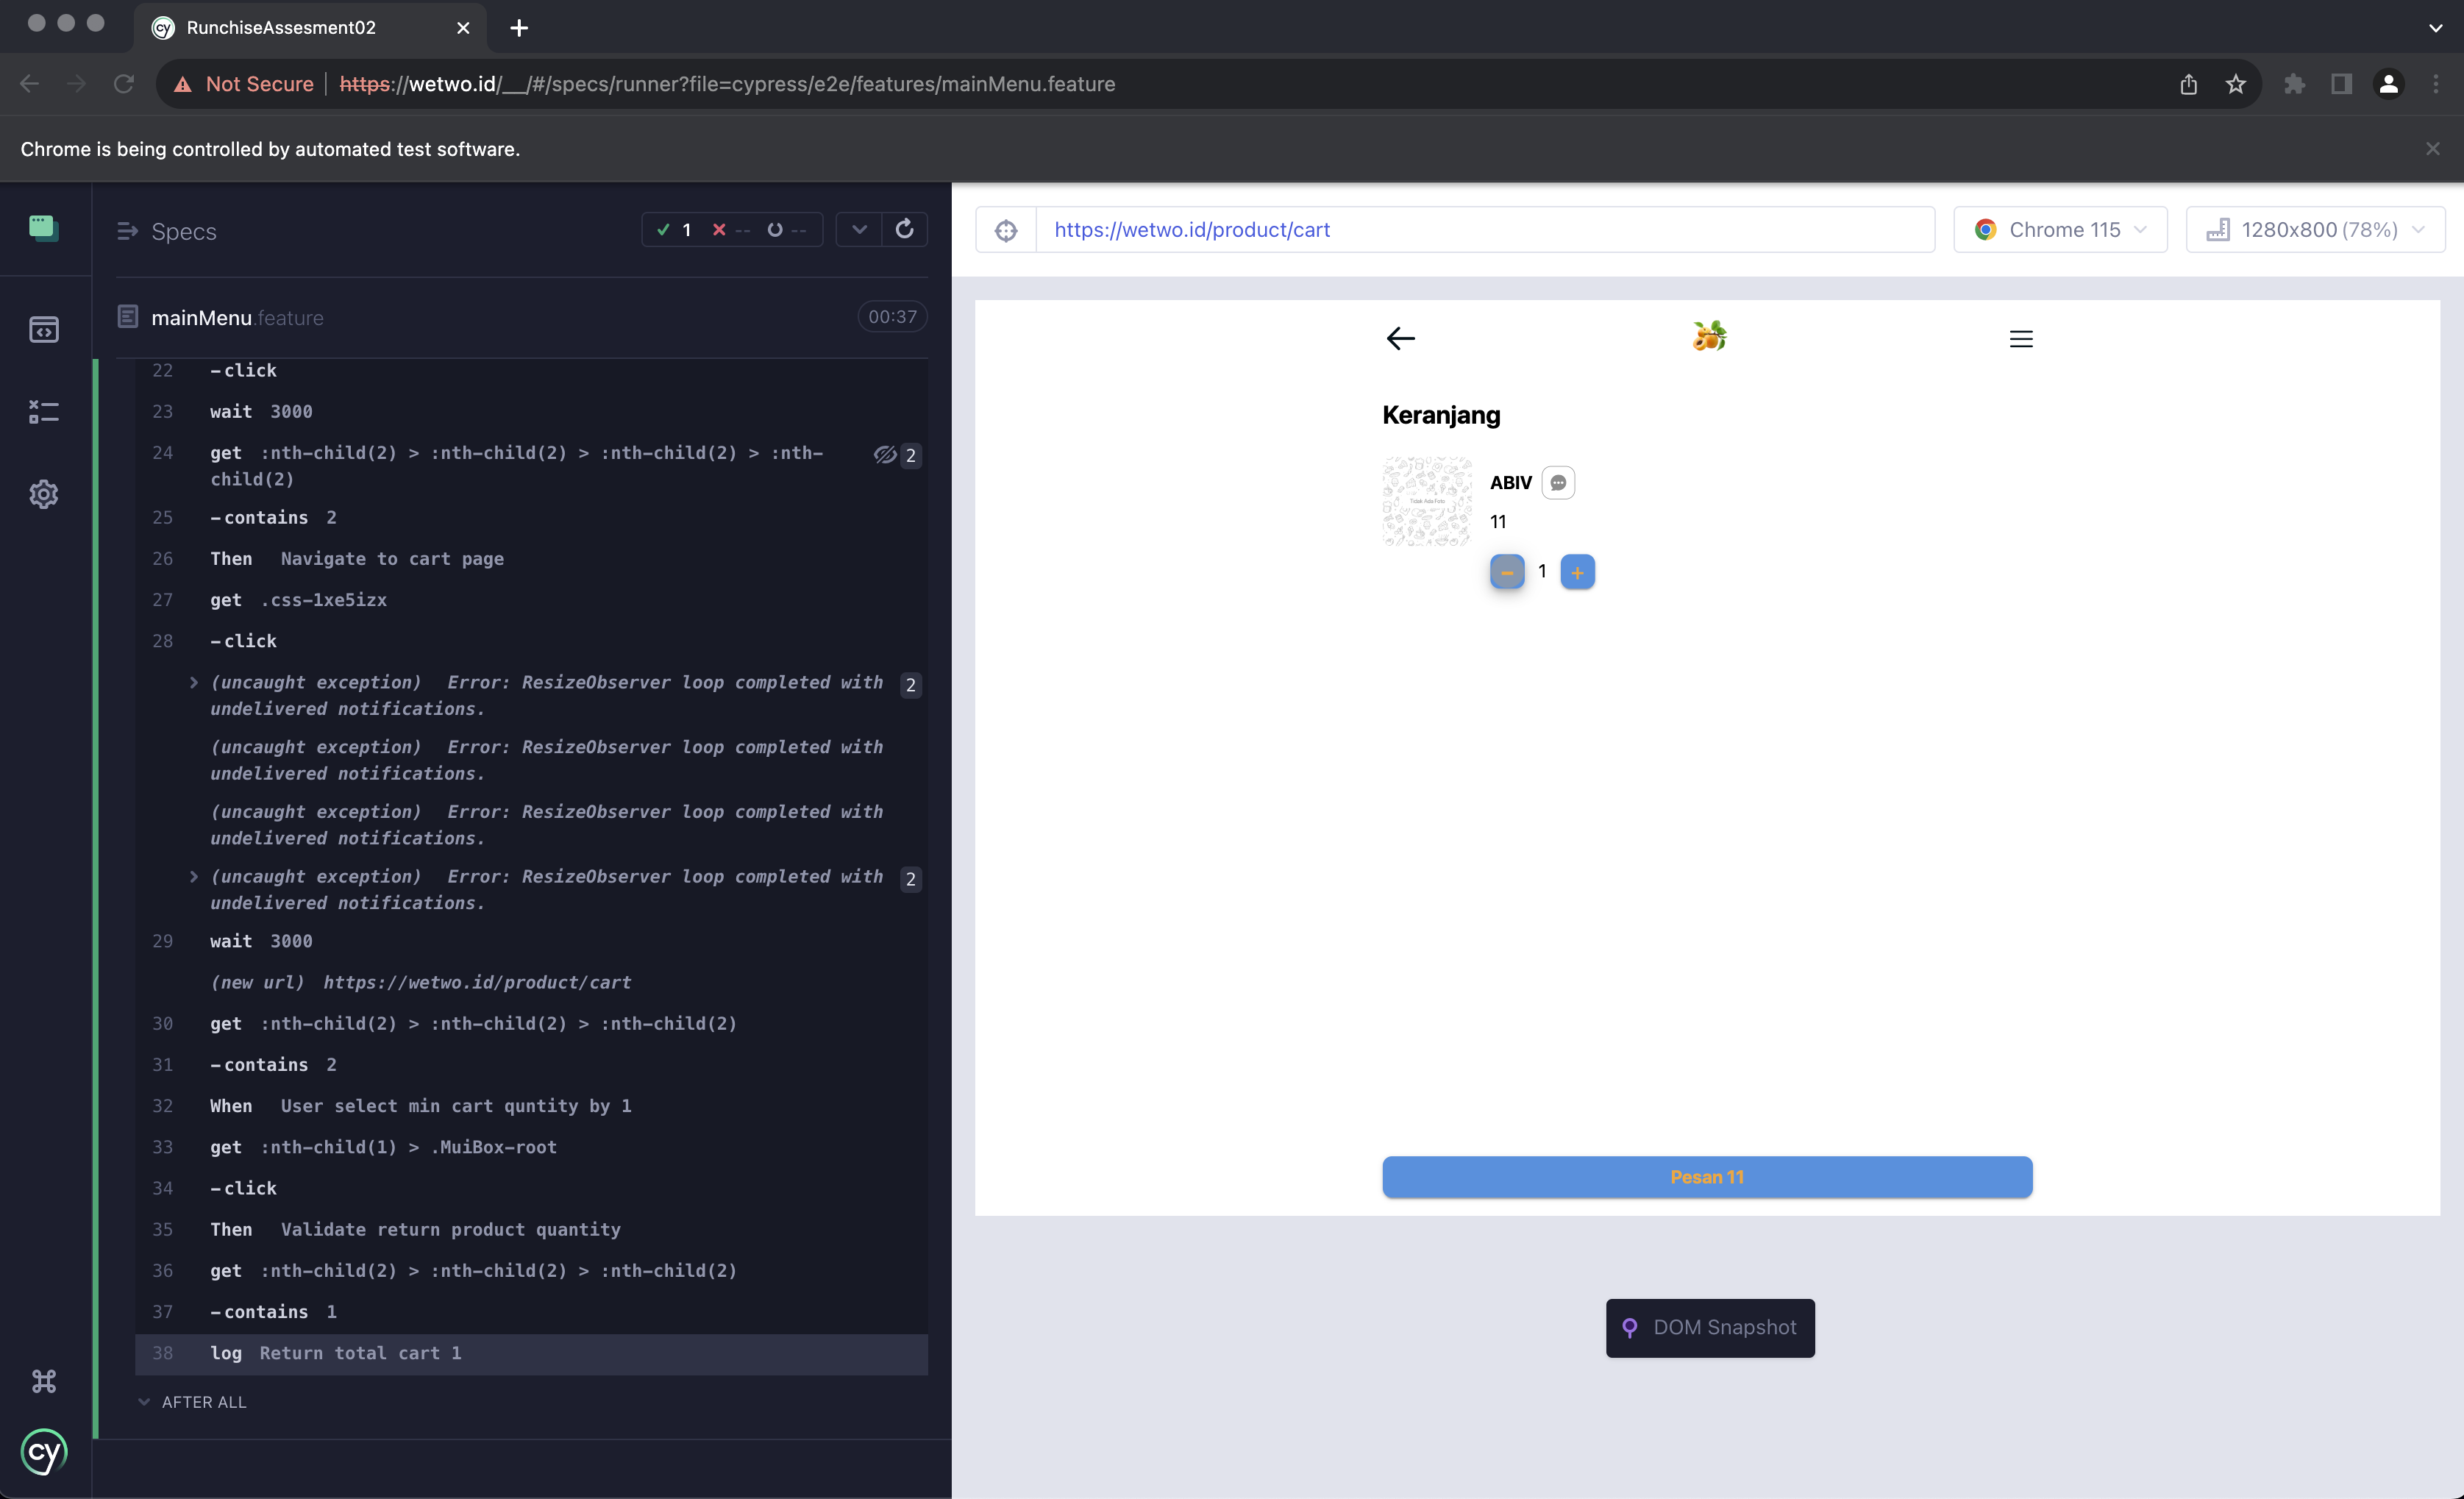 RunchiseAssesment02
Not Secure https://wetwo.id/__/#/specs/runner?file=cypress/e2e/features/mainMenu.feature
Chrome is being controlled by automated test software.
Specs
1 -- --
mainMenu.feature
00:37
22 -click
23 wait 3000
24 get :nth-child(2) > :nth-child(2) > :nth-child(2) > :nth-
child(2)
2
25 -contains 2
26 Then Navigate to cart page
27 get .css-1xe5izx
28 -click
(uncaught exception) Error: ResizeObserver loop completed with
undelivered notifications.
2
(uncaught exception) Error: ResizeObserver loop completed with
undelivered notifications.
(uncaught exception) Error: ResizeObserver loop completed with
undelivered notifications.
(uncaught exception) Error: ResizeObserver loop completed with
undelivered notifications.
2
29 wait 3000
(new url) https://wetwo.id/product/cart
30 get :nth-child(2) > :nth-child(2) > :nth-child(2)
31 -contains 2
32 When User select min cart quntity by 1
33 get :nth-child(1) > .MuiBox-root
34 -click
35 Then Validate return product quantity
36 get :nth-child(2) > :nth-child(2) > :nth-child(2)
37 -contains 1
38 log Return total cart 1
AFTER ALL
cy
https://wetwo.id/product/cart
Chrome 115
1280x800 (78%)
Keranjang
Tidak Ada Foto
ABIV
11
- 1 +
Pesan 11
DOM Snapshot